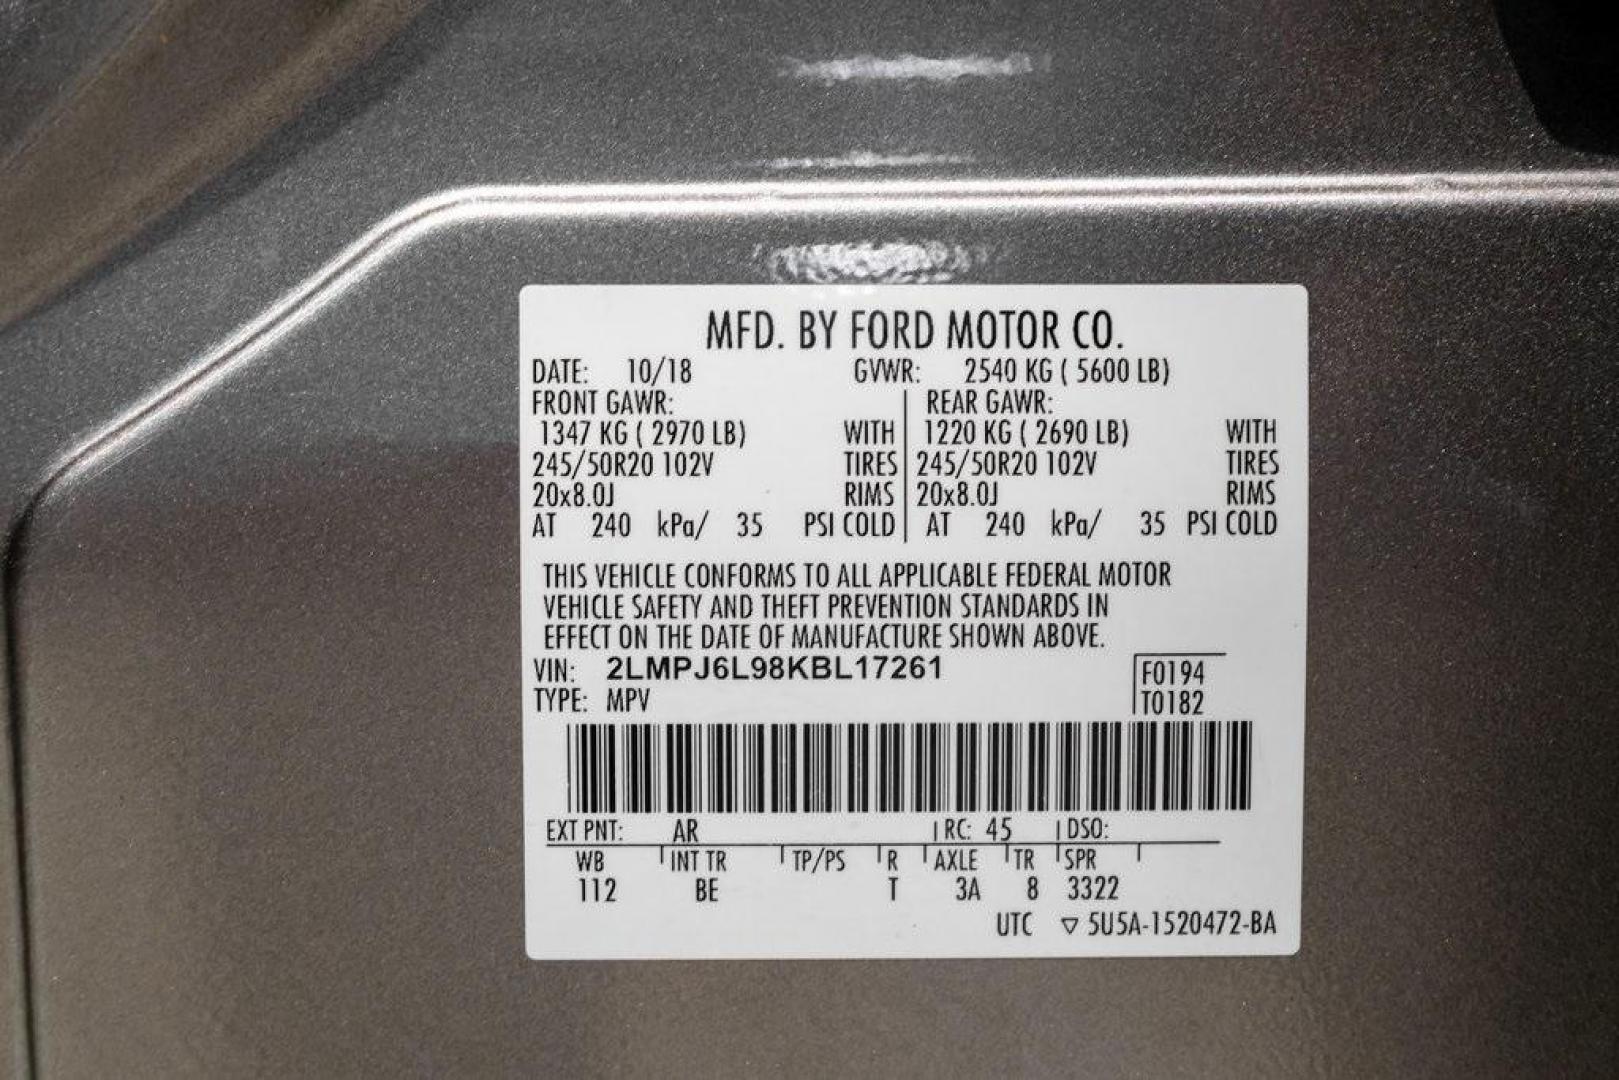 MFD. BY FORD MOTOR CO.
DATE: 10/18 GVWR: 2540 KG ( 5600 LB)
FRONT GAWR: REAR GAWR:
1347 KG ( 2970 LB) WITH 1220 KG ( 2690 LB) WITH
245/50R20 102V TIRES 245/50R20 102V TIRES
20x8.0J RIMS 20x8.0J RIMS
AT 240 kPa/ 35 PSI COLD AT 240 kPa/ 35 PSI COLD
THIS VEHICLE CONFORMS TO ALL APPLICABLE FEDERAL MOTOR
VEHICLE SAFETY AND THEFT PREVENTION STANDARDS IN
EFFECT ON THE DATE OF MANUFACTURE SHOWN ABOVE.
VIN: 2LMPJ6L98KBL17261 F0194
TYPE: MPV T0182
EXT PNT: AR RC: 45 DSO:
WB INT TR TP/PS R AXLE TR SPR
112 BE T 3A 8 3322
UTC ▽ 5U5A-1520472-BA